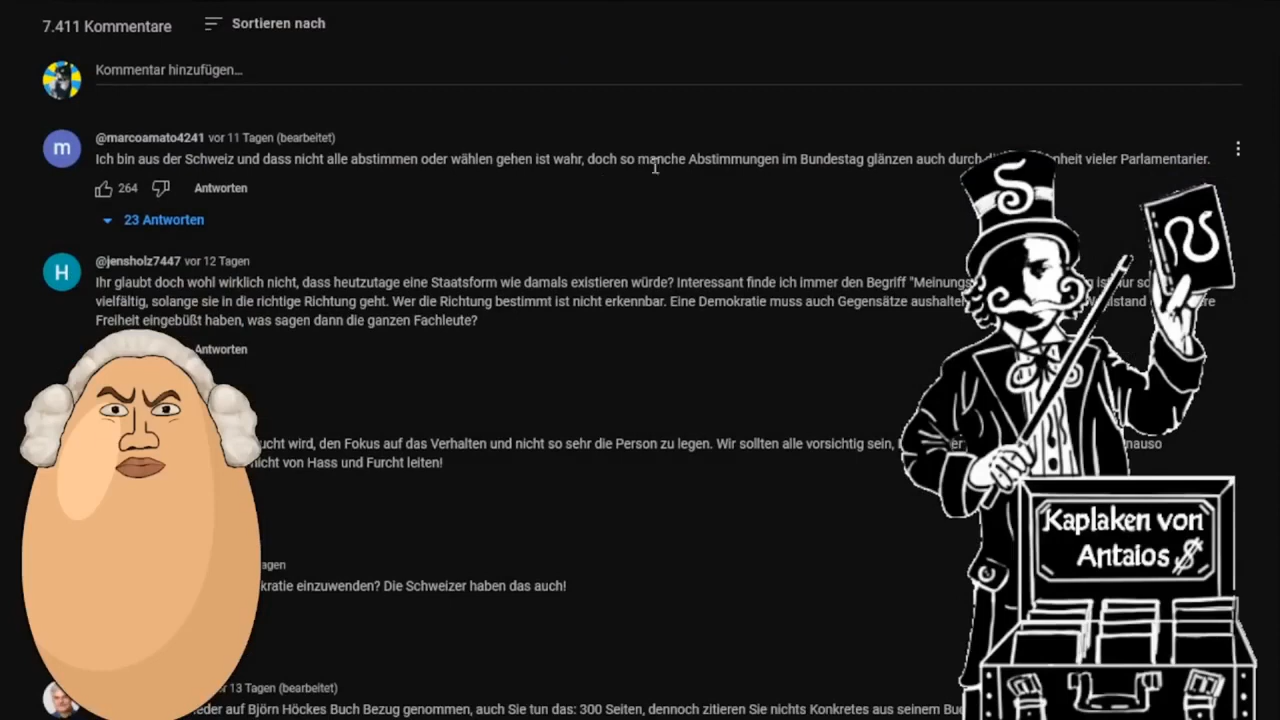 7.411 Kommentare
Sortieren nach
Kommentar hinzufügen…
m
@marcoamato4241 vor 11 Tagen (bearbeitet)
Ich bin aus der Schweiz und dass nicht alle abstimmen oder wählen gehen ist wahr, doch so manche Abstimmungen im Bundestag glänzen auch durch enheit vieler Parlamentarier.
264
Antworten
23 Antworten
H
@jensholz7447 vor 12 Tagen
Ihr glaubt doch wohl wirklich nicht, dass heutzutage eine Staatsform wie damals existieren würde? Interessant finde ich immer den Begriff "Meinungs ist nur so
vielfältig, solange sie in die richtige Richtung geht. Wer die Richtung bestimmt ist nicht erkennbar. Eine Demokratie muss auch Gegensätze aushalten
Freiheit eingebüßt haben, was sagen dann die ganzen Fachleute?
Antworten
ucht wird, den Fokus auf das Verhalten und nicht so sehr die Person zu legen. Wir sollten alle vorsichtig sein,
nicht von Hass und Furcht leiten!
agen
kratie einzuwenden? Die Schweizer haben das auch!
13 Tagen (bearbeitet)
eder auf Björn Höckes Buch Bezug genommen, auch Sie tun das: 300 Seiten, dennoch zitieren Sie nichts Konkretes aus seinem
S
Kaplaken von
Antaios $